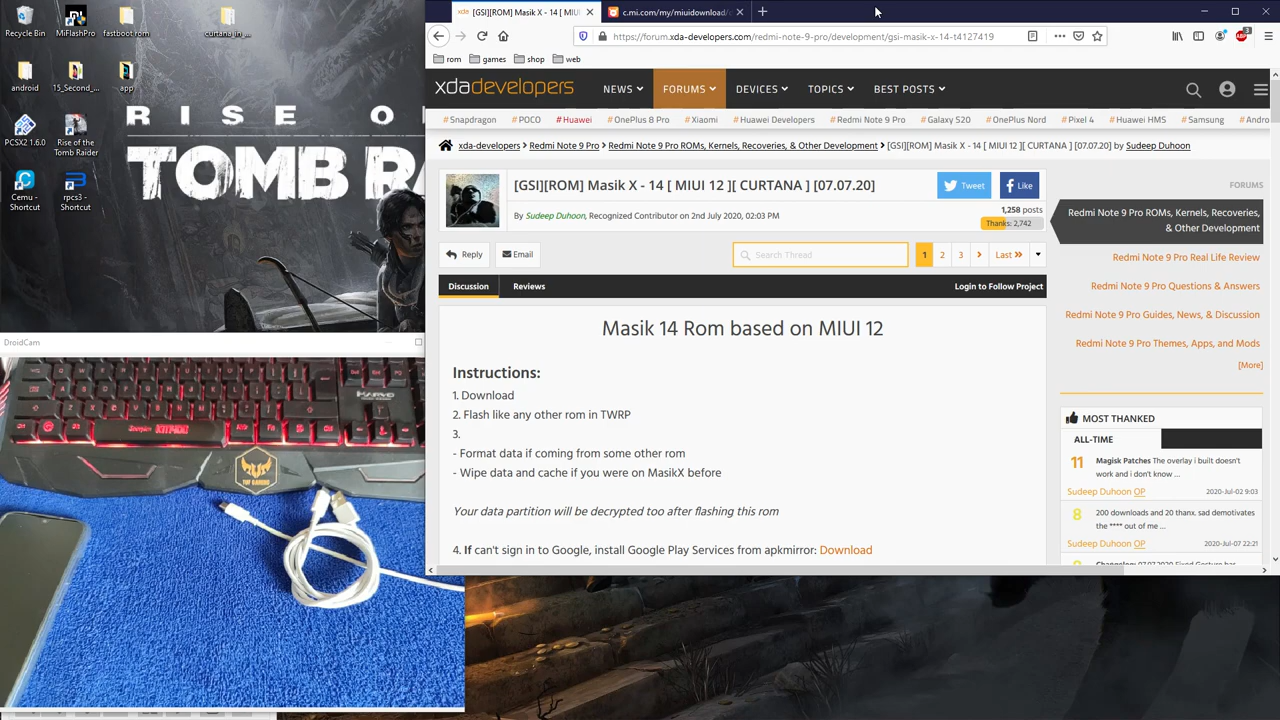 Recycle Bin
MiFlashPro
fastboot rom
curtana_in_...
android
15_Second_...
app
PCSX2 1.6.0
Rise of the
Tomb Raider
Cemu -
Shortcut
rpcs3 -
Shortcut
RISE O
TOMB RA
DroidCam
TUF GAMING
[GSI][ROM] Masik X - 14 [ MIUI
c.mi.com/my/miuidownload/
https://forum.xda-developers.com/redmi-note-9-pro/development/gsi-masik-x-14-t4127419
rom
games
shop
web
xdadevelopers
NEWS
FORUMS
DEVICES
TOPICS
BEST POSTS
# Snapdragon
# POCO
# Huawei
# OnePlus 8 Pro
# Xiaomi
# Huawei Developers
# Redmi Note 9 Pro
# Galaxy S20
# OnePlus Nord
# Pixel 4
# Huawei HMS
# Samsung
# Andro
xda-developers > Redmi Note 9 Pro > Redmi Note 9 Pro ROMs, Kernels, Recoveries, & Other Development > [GSI][ROM] Masik X - 14 [ MIUI 12 ][ CURTANA ] [07.07.20] by Sudeep Duhoon
[GSI][ROM] Masik X - 14 [ MIUI 12 ][ CURTANA ] [07.07.20]
Tweet
Like
By Sudeep Duhoon, Recognized Contributor on 2nd July 2020, 02:03 PM
1,258 posts
Thanks: 2,742
Reply
Email
Search Thread
1 2 3 > Last >>
Discussion
Reviews
Login to Follow Project
Masik 14 Rom based on MIUI 12
Instructions:
1. Download
2. Flash like any other rom in TWRP
3.
- Format data if coming from some other rom
- Wipe data and cache if you were on MasikX before
Your data partition will be decrypted too after flashing this rom
4. If can't sign in to Google, install Google Play Services from apkmirror: Download
FORUMS
Redmi Note 9 Pro ROMs, Kernels, Recoveries,
& Other Development
Redmi Note 9 Pro Real Life Review
Redmi Note 9 Pro Questions & Answers
Redmi Note 9 Pro Guides, News, & Discussion
Redmi Note 9 Pro Themes, Apps, and Mods
[More]
MOST THANKED
ALL-TIME
11
Magisk Patches The overlay i built doesn't
work and i don't know ...
Sudeep Duhoon OP
2020-Jul-02 9:03
8
200 downloads and 20 thanx. sad demotivates
the **** out of me ...
Sudeep Duhoon OP
2020-Jul-07 22:21
Changelog: 07.07.2020 Fixed Gesture bar